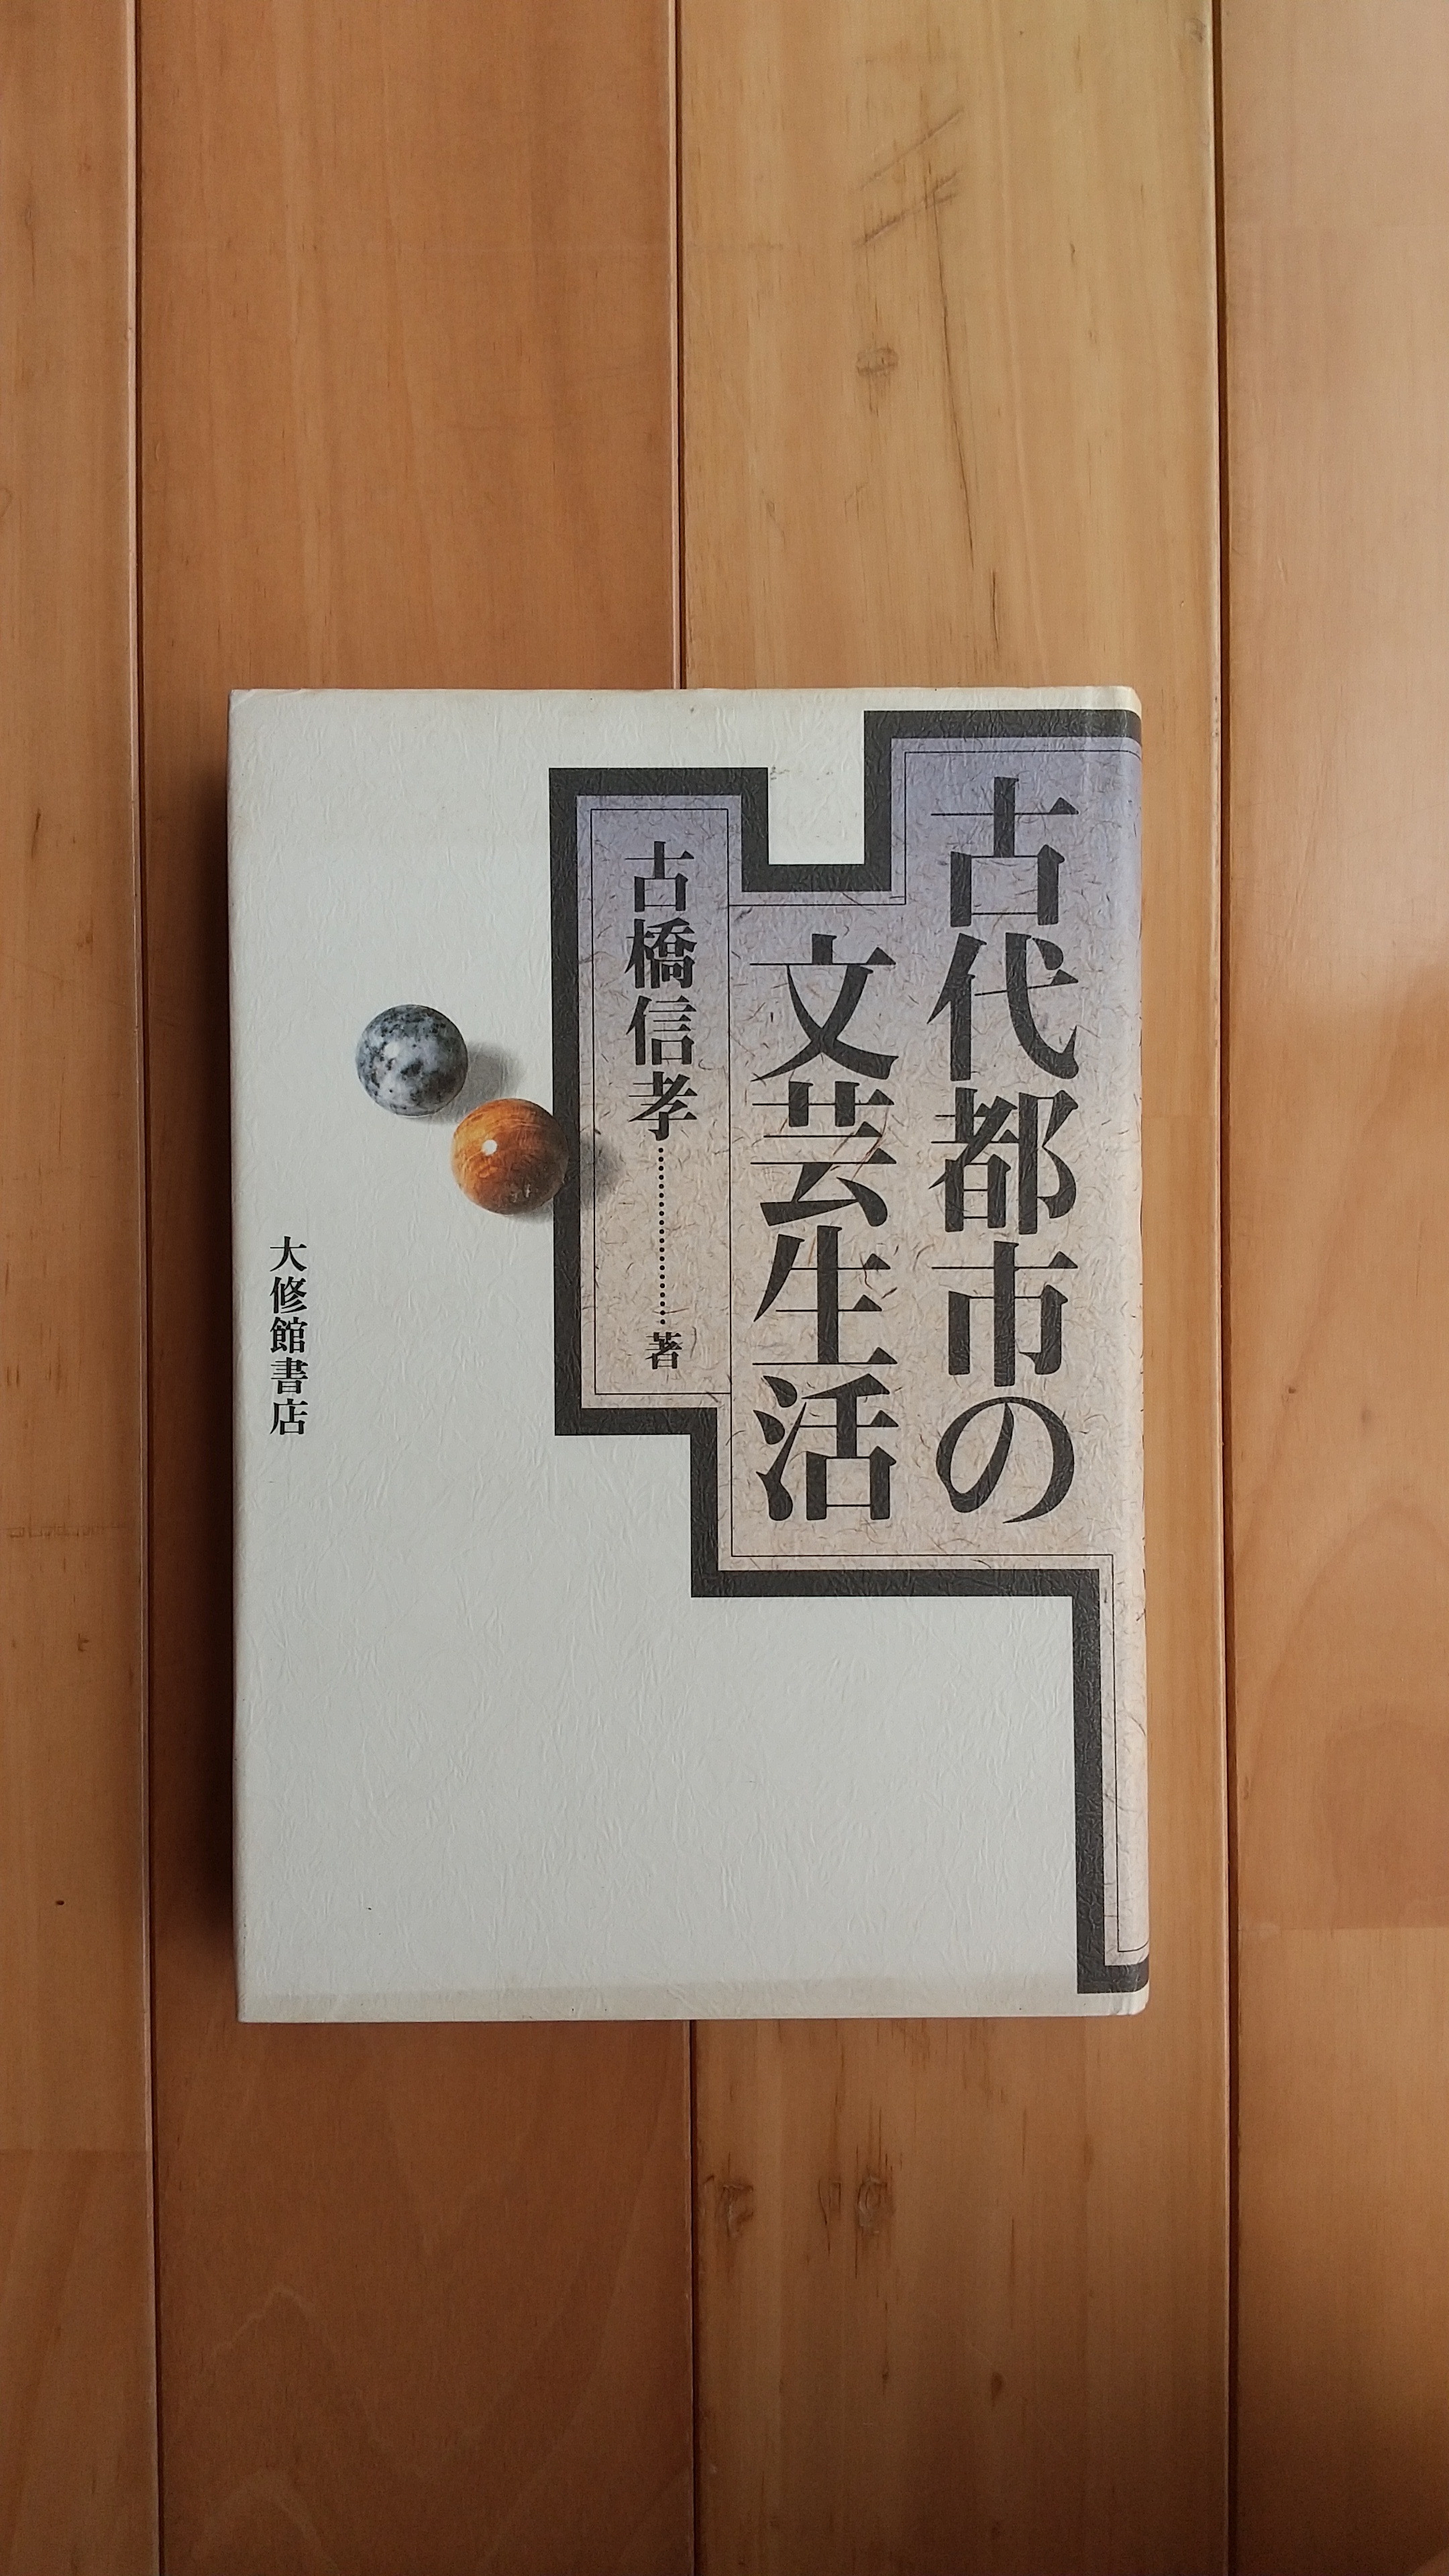 古代都市の
文芸生活
古橋信孝…………著
大修館書店